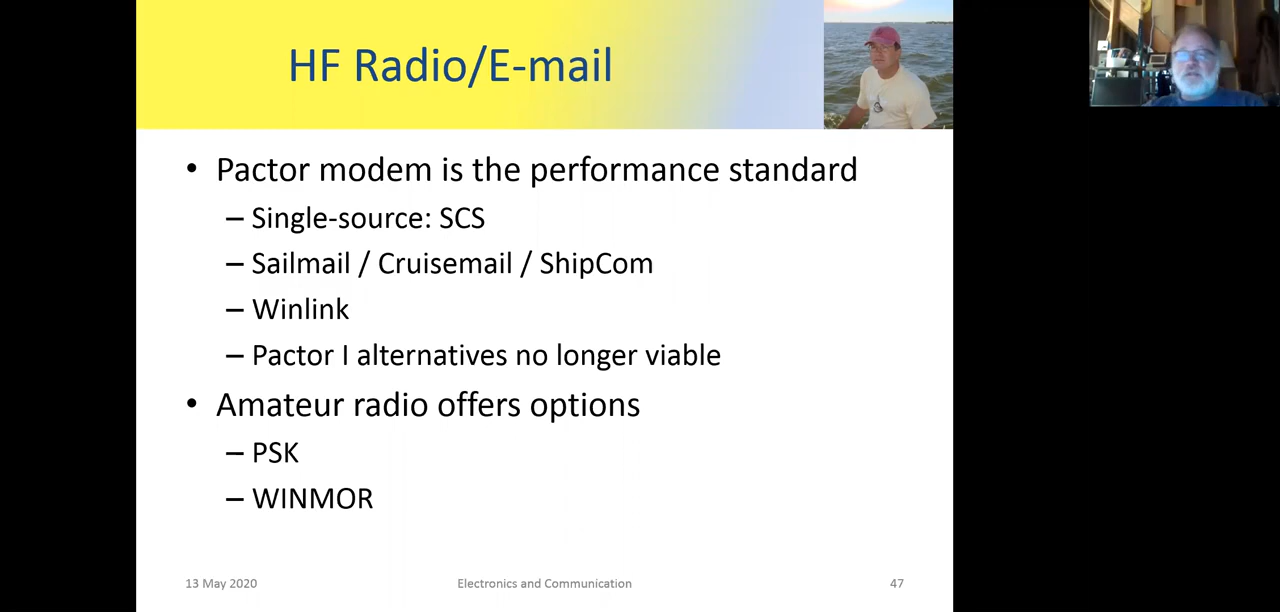 HF Radio/E-mail
• Pactor modem is the performance standard
– Single-source: SCS
– Sailmail / Cruisemail / ShipCom
– Winlink
– Pactor I alternatives no longer viable
• Amateur radio offers options
– PSK
– WINMOR
13 May 2020
Electronics and Communication
47